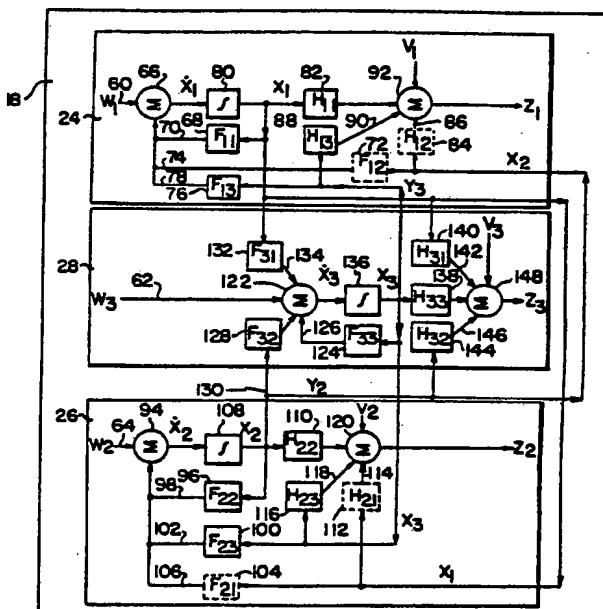 18
24
W₁
60
66
Σ
Ẋ₁
80
∫
X₁
82
H₁₁
92
V₁
Σ
Z₁
70
68
F₁₁
88
90
H₁₃
86
84
74
72
F₁₂
X₂
78
76
F₁₃
Y₃
28
W₃
62
132
F₃₁
134
122
Σ
Ẋ₃
136
∫
X₃
138
H₃₃
140
H₃₁
142
V₃
148
Σ
Z₃
128
F₃₂
126
124
F₃₃
H₃₂
146
144
130
Y₂
26
W₂
64
94
Σ
Ẋ₂
108
∫
X₂
110
H₂₂
120
V₂
Σ
Z₂
98
96
F₂₂
118
116
H₂₃
114
112
H₂₁
102
100
F₂₃
X₃
106
104
F₂₁
X₁